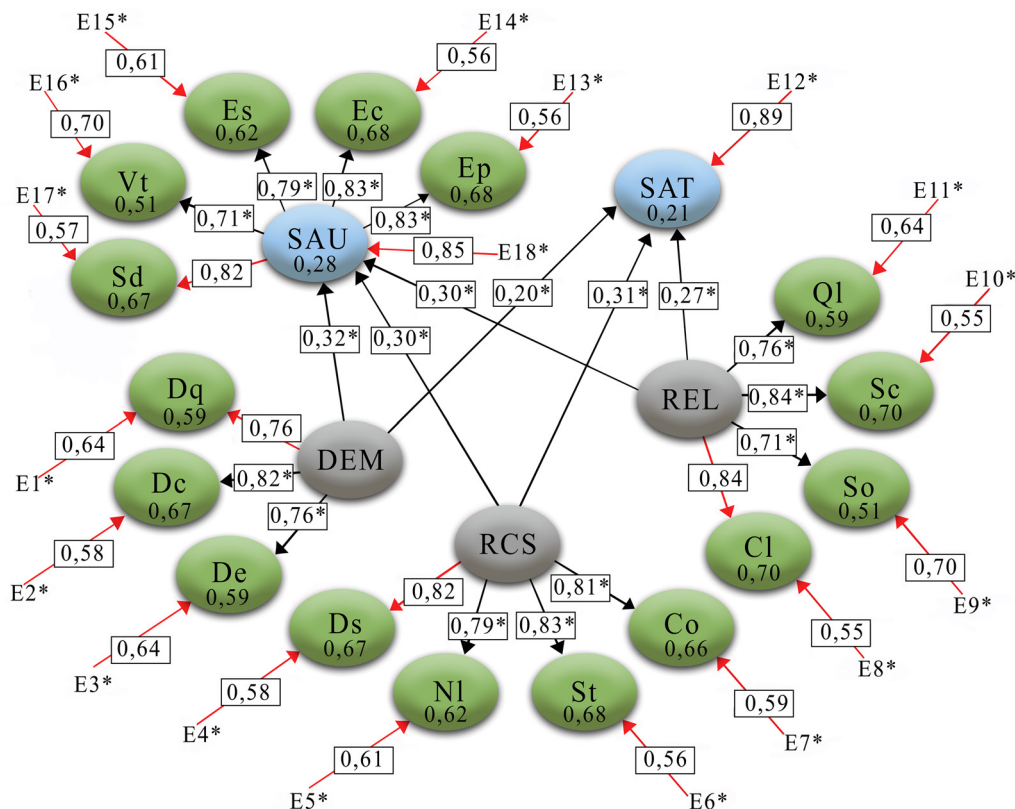 E15*
E14*
0,61
0,56
E16*
E13*
E12*
Es
0,62
Ec
0,68
0,70
0,56
0,89
Vt
0,51
Ep
0,68
0,79*
0,83*
SAT
0,21
E17*
E11*
0,71*
0,83*
0,57
SAU
0,28
0,85
E18*
0,64
Sd
0,67
0,82
E10*
0,30*
0,20*
0,31*
0,27*
Ql
0,59
0,55
0,32*
0,30*
0,76*
Dq
0,59
REL
0,84*
Sc
0,70
0,64
0,76
0,71*
E1*
DEM
0,84
Dc
0,67
0,82*
So
0,51
0,76*
RCS
Cl
0,70
0,58
0,70
E2*
De
0,59
0,82
0,81*
E9*
0,64
Ds
0,67
0,79*
0,83*
Co
0,66
0,55
E3*
E8*
0,58
Nl
0,62
St
0,68
0,59
E4*
E7*
0,61
0,56
E5*
E6*